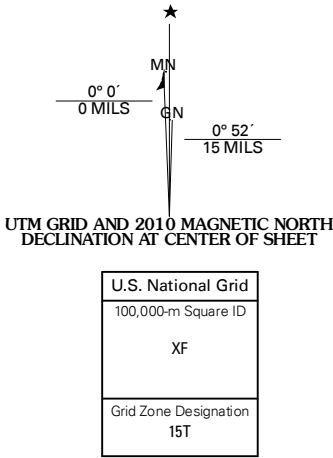 MN
0° 0´
0 MILS
GN
0° 52´
15 MILS
UTM GRID AND 2010 MAGNETIC NORTH
DECLINATION AT CENTER OF SHEET
U.S. National Grid
100,000-m Square ID
XF
Grid Zone Designation
15T